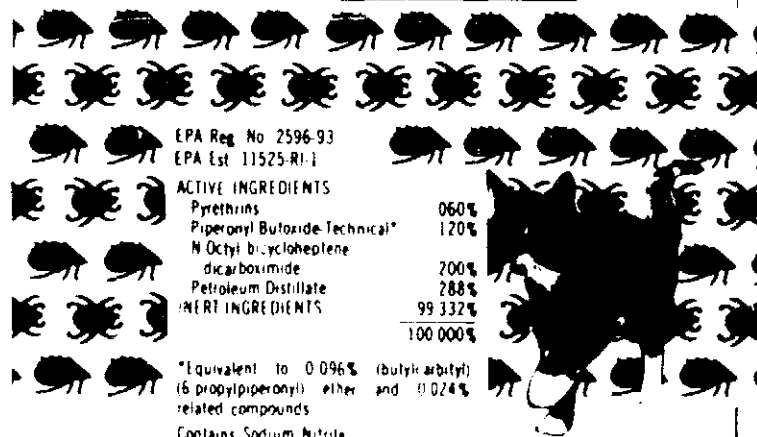 EPA Reg No 2596-93
EPA Est 11525-RI-1
ACTIVE INGREDIENTS
Pyrethrins 060%
Piperonyl Butoxide Technical* 120%
N Octyl bicycloheptene
dicarboximide 200%
Petroleum Distillate 288%
INERT INGREDIENTS 99 332%
100 000%
*Equivalent to 0.096% (butylcarbityl)
(6 propylpiperonyl) ether and 0.024%
related compounds
Contains Sodium Nitrite